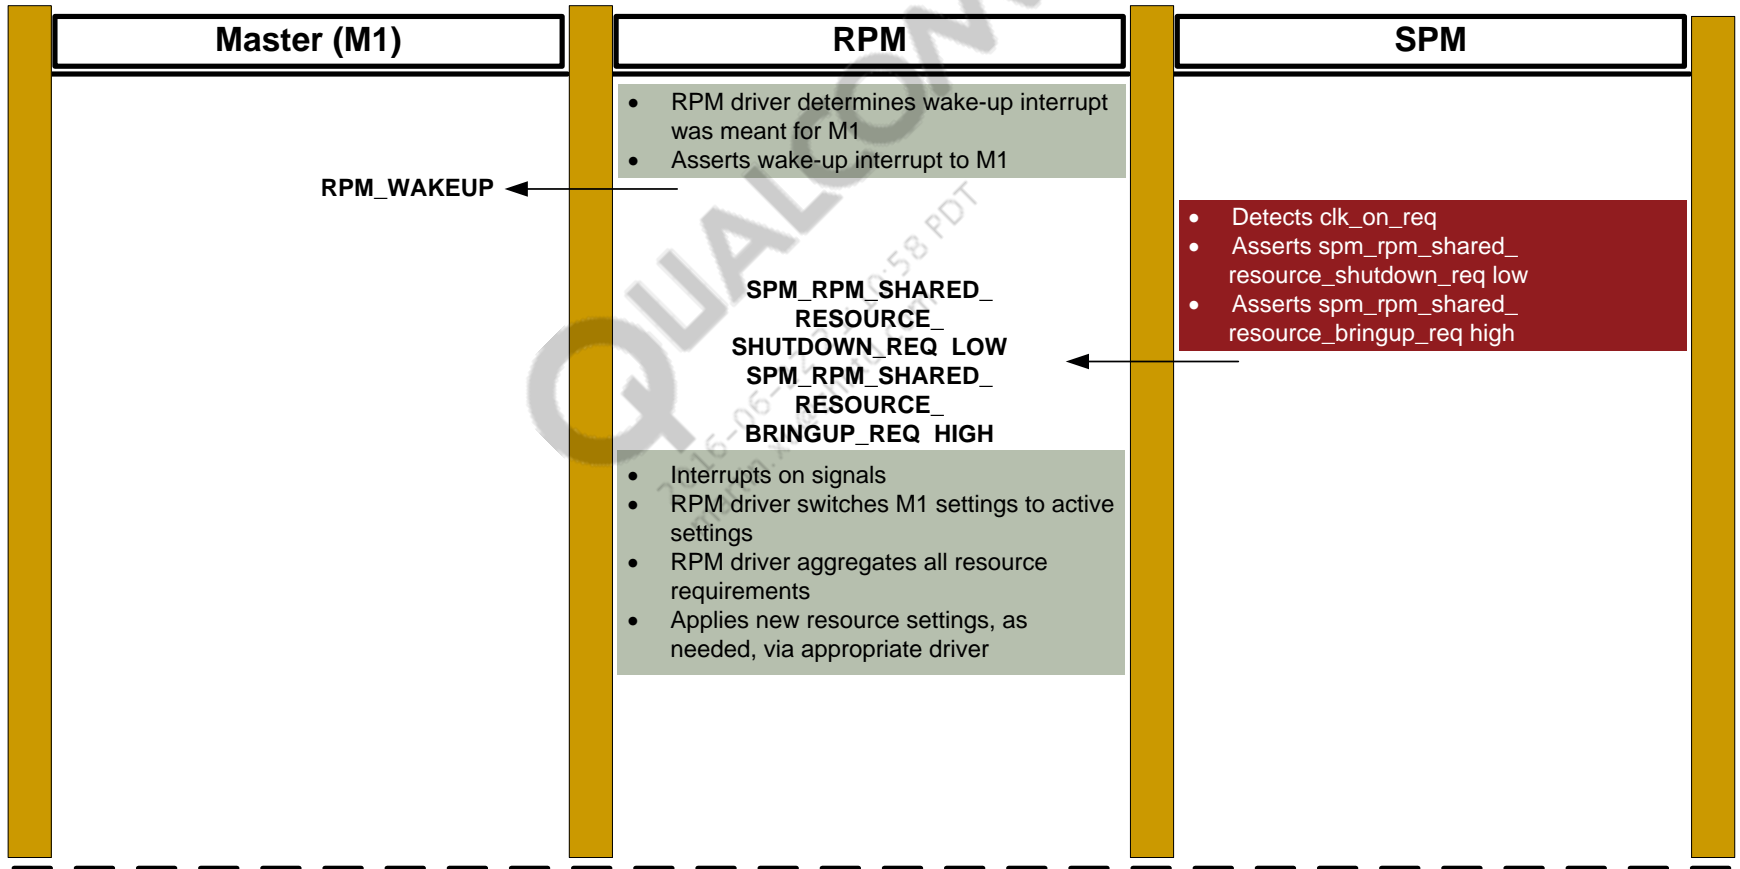 Master (M1)
RPM
SPM
• RPM driver determines wake-up interrupt
was meant for M1
• Asserts wake-up interrupt to M1
RPM_WAKEUP
• Detects clk_on_req
• Asserts spm_rpm_shared_
resource_shutdown_req low
• Asserts spm_rpm_shared_
resource_bringup_req high
SPM_RPM_SHARED_
RESOURCE_
SHUTDOWN_REQ LOW
SPM_RPM_SHARED_
RESOURCE_
BRINGUP_REQ HIGH
• Interrupts on signals
• RPM driver switches M1 settings to active
settings
• RPM driver aggregates all resource
requirements
• Applies new resource settings, as
needed, via appropriate driver
QUALCOMM
PDT